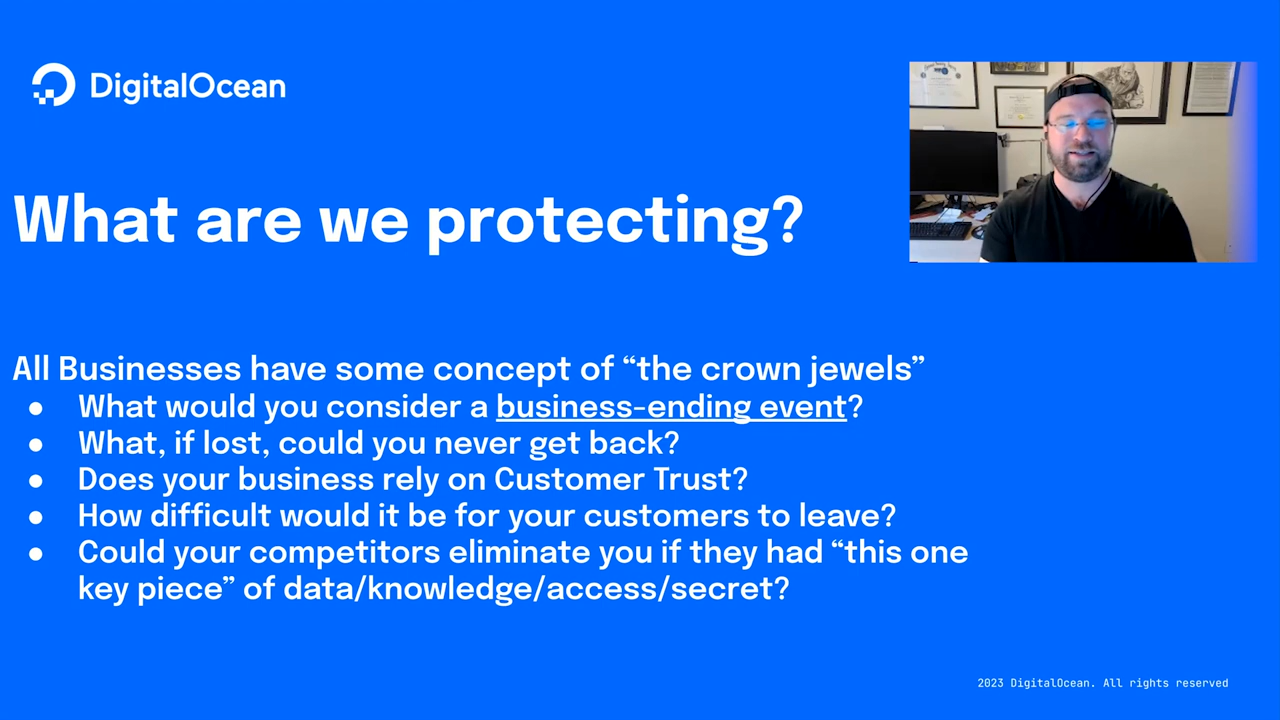 DigitalOcean
What are we protecting?
All Businesses have some concept of “the crown jewels”
● What would you consider a business-ending event?
● What, if lost, could you never get back?
● Does your business rely on Customer Trust?
● How difficult would it be for your customers to leave?
● Could your competitors eliminate you if they had “this one
key piece” of data/knowledge/access/secret?
2023 DigitalOcean. All rights reserved